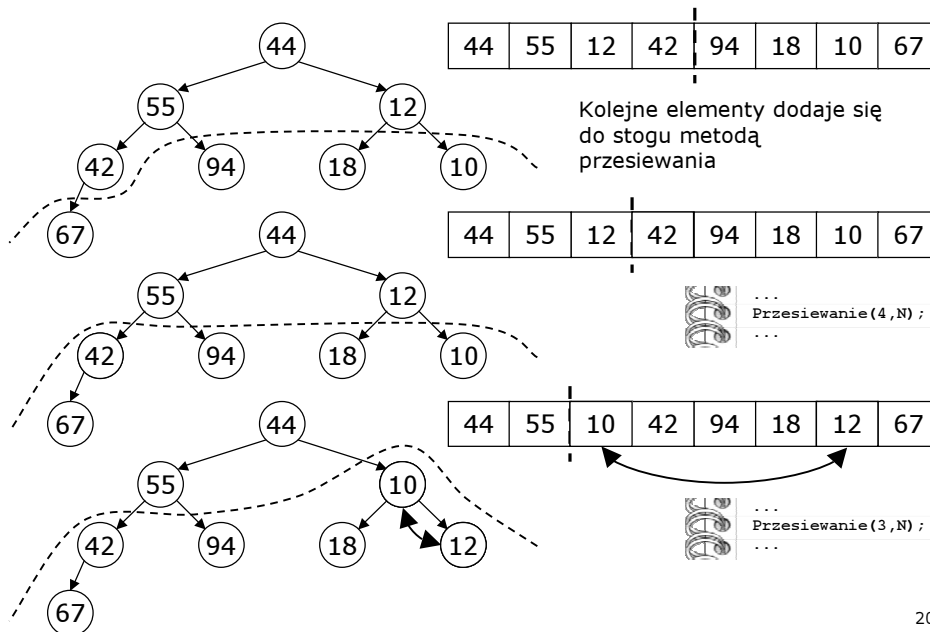 44
44 55 12 42 94 18 10 67
55 12
Kolejne elementy dodaje się
do stogu metodą
przesiewania
42 94 18 10
67
44
44 55 12 42 94 18 10 67
55 12
...
Przesiewanie(4,N);
...
42 94 18 10
67
44
44 55 10 42 94 18 12 67
55 10
...
Przesiewanie(3,N);
...
42 94 18 12
67
20